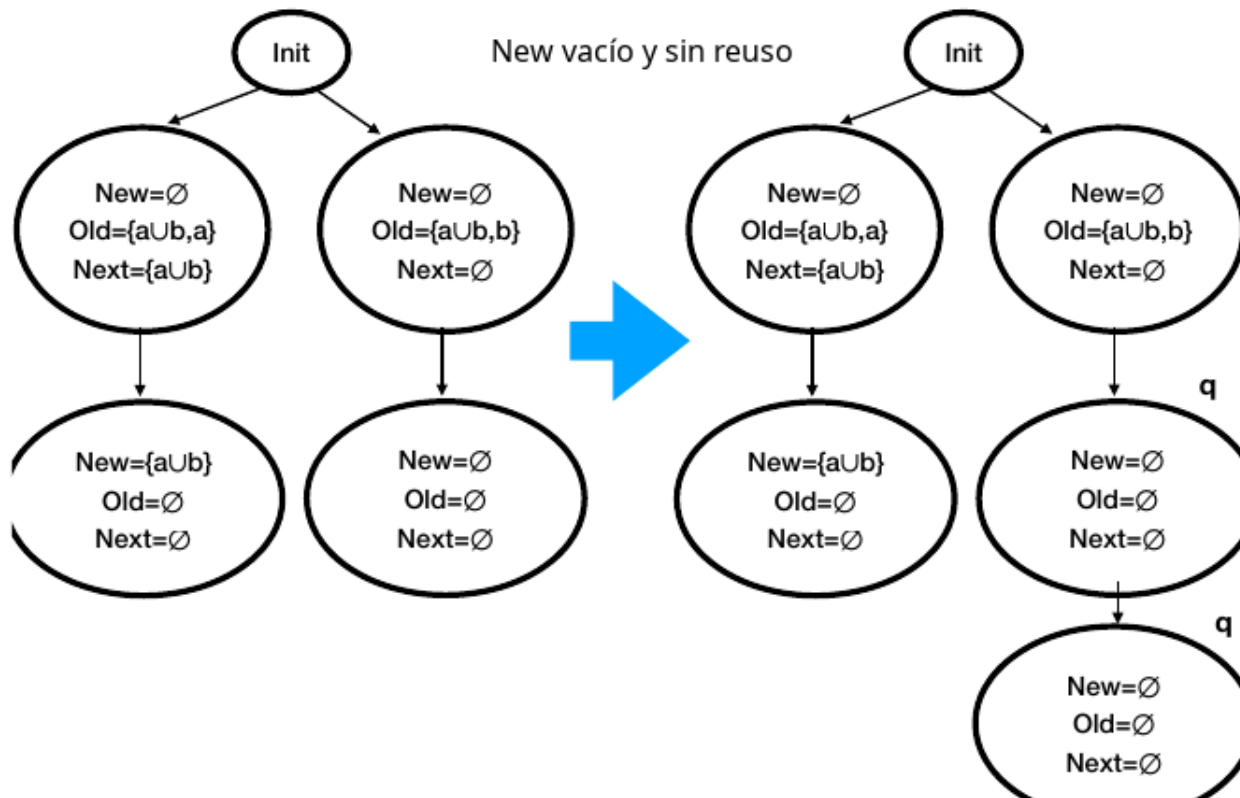 Init
New vacío y sin reuso
Init
New=∅
Old={a∪b,a}
Next={a∪b}
New=∅
Old={a∪b,b}
Next=∅
New=∅
Old={a∪b,a}
Next={a∪b}
New=∅
Old={a∪b,b}
Next=∅
New={a∪b}
Old=∅
Next=∅
New=∅
Old=∅
Next=∅
New={a∪b}
Old=∅
Next=∅
q
New=∅
Old=∅
Next=∅
q
New=∅
Old=∅
Next=∅